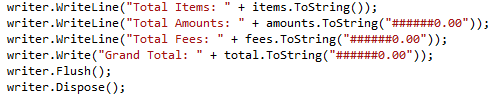 writer.WriteLine("Total Items: " + items.ToString());
writer.WriteLine("Total Amounts: " + amounts.ToString("######0.00"));
writer.WriteLine("Total Fees: " + fees.ToString("######0.00"));
writer.Write("Grand Total: " + total.ToString("######0.00"));
writer.Flush();
writer.Dispose();